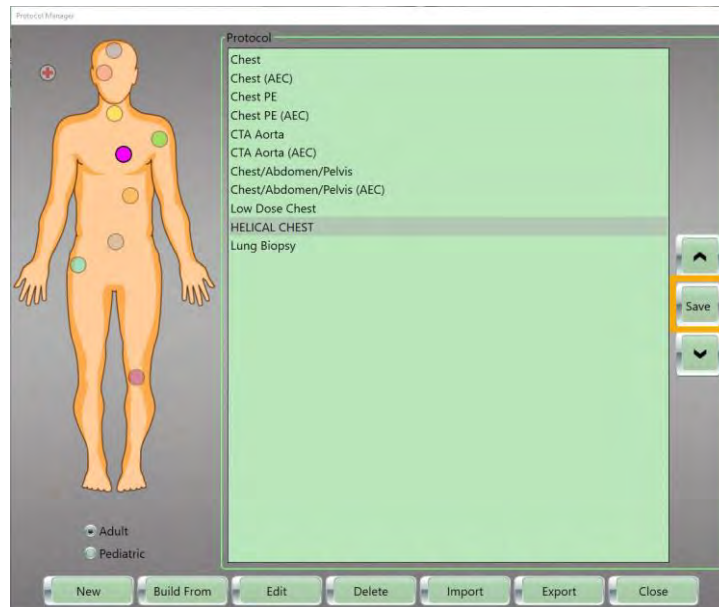 Protocol Manager
Protocol
Chest
Chest (AEC)
Chest PE
Chest PE (AEC)
CTA Aorta
CTA Aorta (AEC)
Chest/Abdomen/Pelvis
Chest/Abdomen/Pelvis (AEC)
Low Dose Chest
HELICAL CHEST
Lung Biopsy
Save
Adult
Pediatric
New Build From Edit Delete Import Export Close